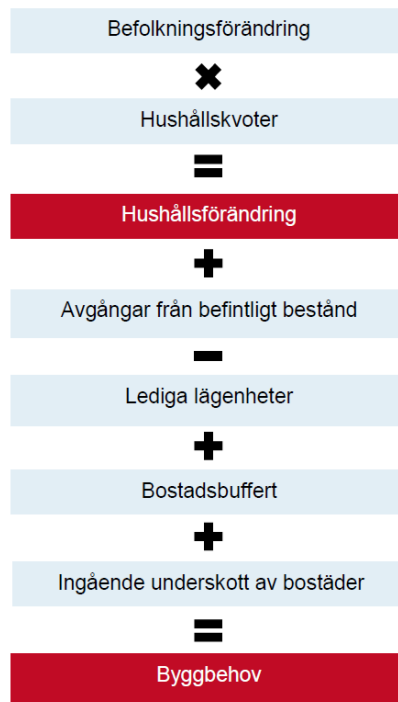 Befolkningsförändring
✖
Hushållskvoter
=
Hushållsförändring
+
Avgångar från befintligt bestånd
−
Lediga lägenheter
+
Bostadsbuffert
+
Ingående underskott av bostäder
=
Byggbehov